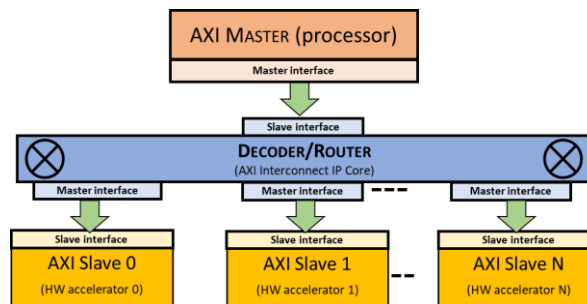 AXI MASTER (processor)
Master interface
Slave interface
DECODER/ROUTER
(AXI Interconnect IP Core)
Master interface
Master interface
Master interface
Slave interface
Slave interface
Slave interface
AXI Slave 0
AXI Slave 1
AXI Slave N
(HW accelerator 0)
(HW accelerator 1)
(HW accelerator N)